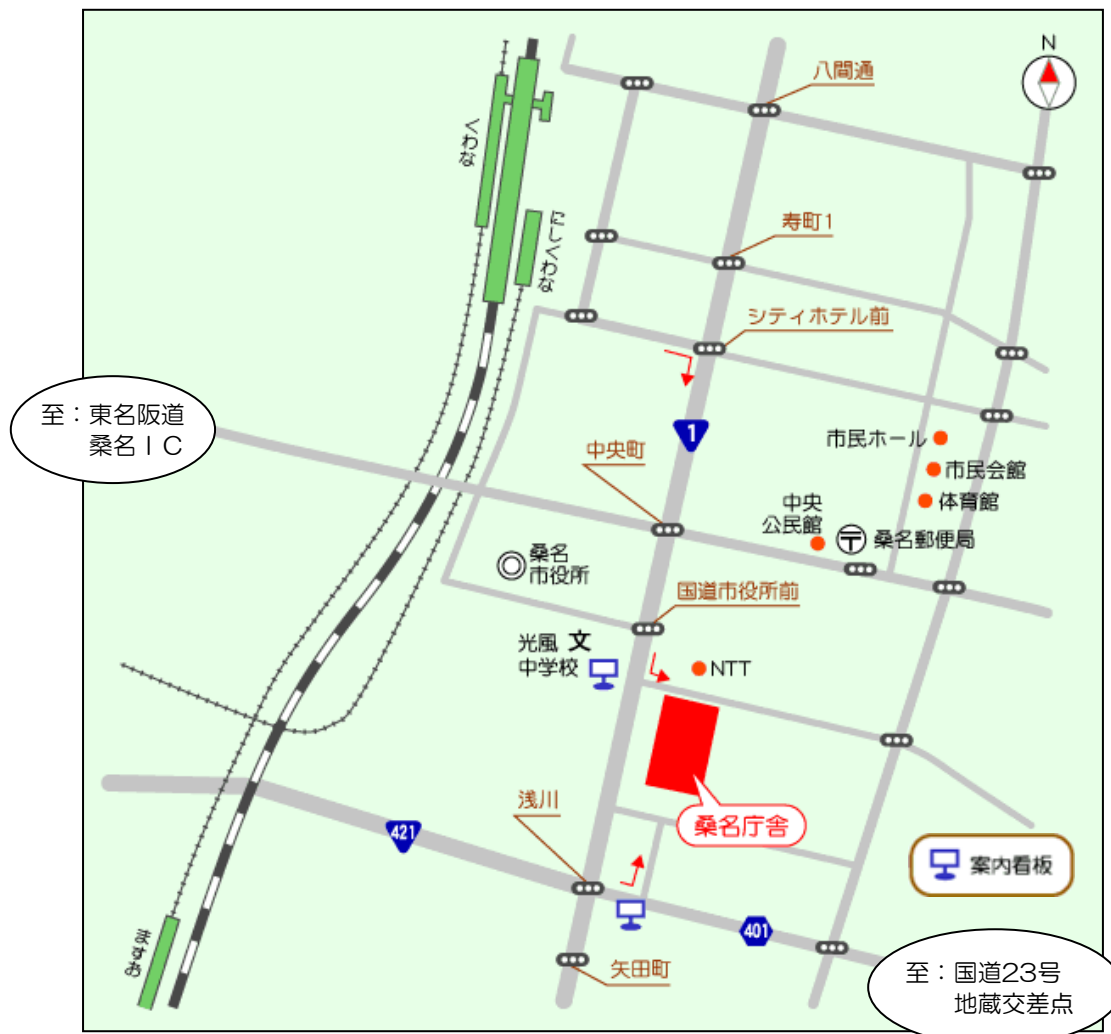 N
八間通
くわな
にしくわな
寿町1
シティホテル前
至：東名阪道
桑名ＩＣ
1
中央町
市民ホール
市民会館
体育館
中央
公民館
桑名郵便局
桑名
市役所
国道市役所前
光風 文
中学校
NTT
浅川
桑名庁舎
421
案内看板
401
ますお
矢田町
至：国道23号
地蔵交差点